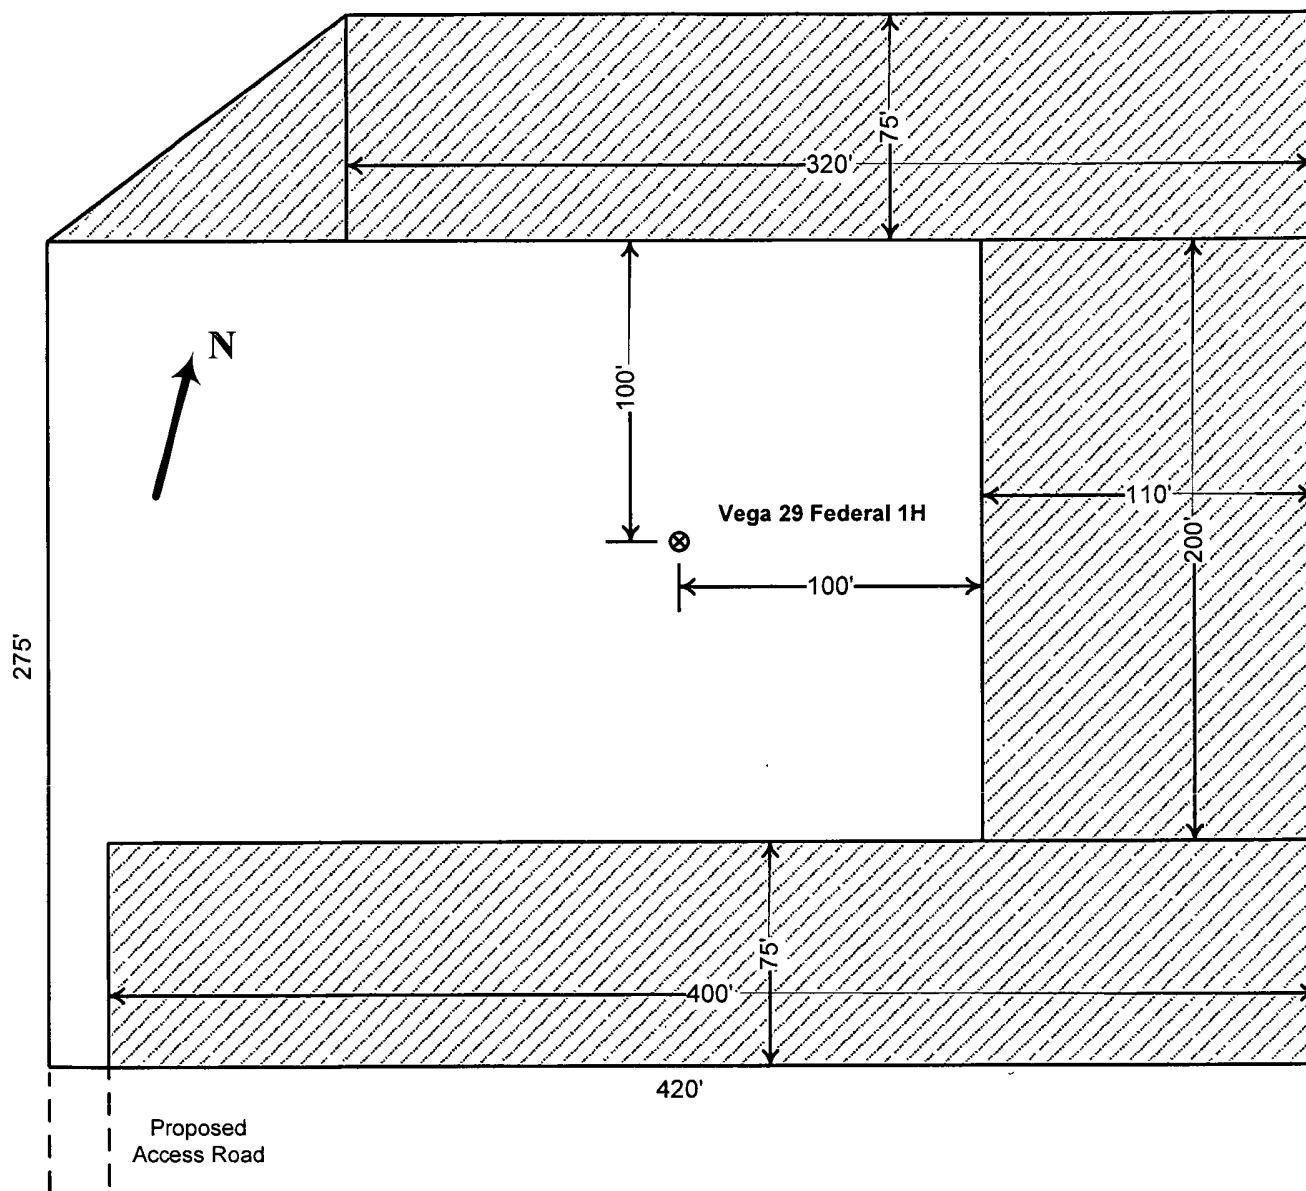 75'
320'
N
100'
Vega 29 Federal 1H
110'
200'
100'
275'
75'
400'
420'
Proposed
Access Road